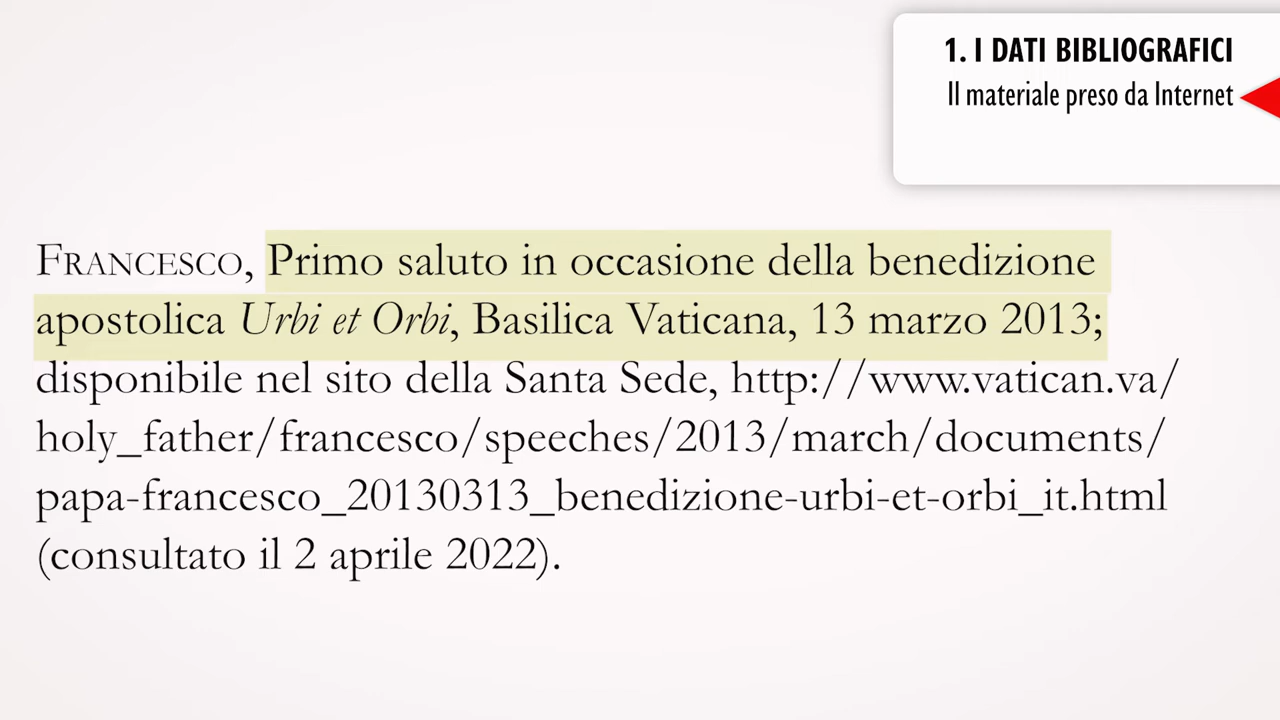 1. I DATI BIBLIOGRAFICI
Il materiale preso da Internet
FRANCESCO, Primo saluto in occasione della benedizione
apostolica Urbi et Orbi, Basilica Vaticana, 13 marzo 2013;
disponibile nel sito della Santa Sede, http://www.vatican.va/
holy_father/francesco/speeches/2013/march/documents/
papa-francesco_20130313_benedizione-urbi-et-orbi_it.html
(consultato il 2 aprile 2022).